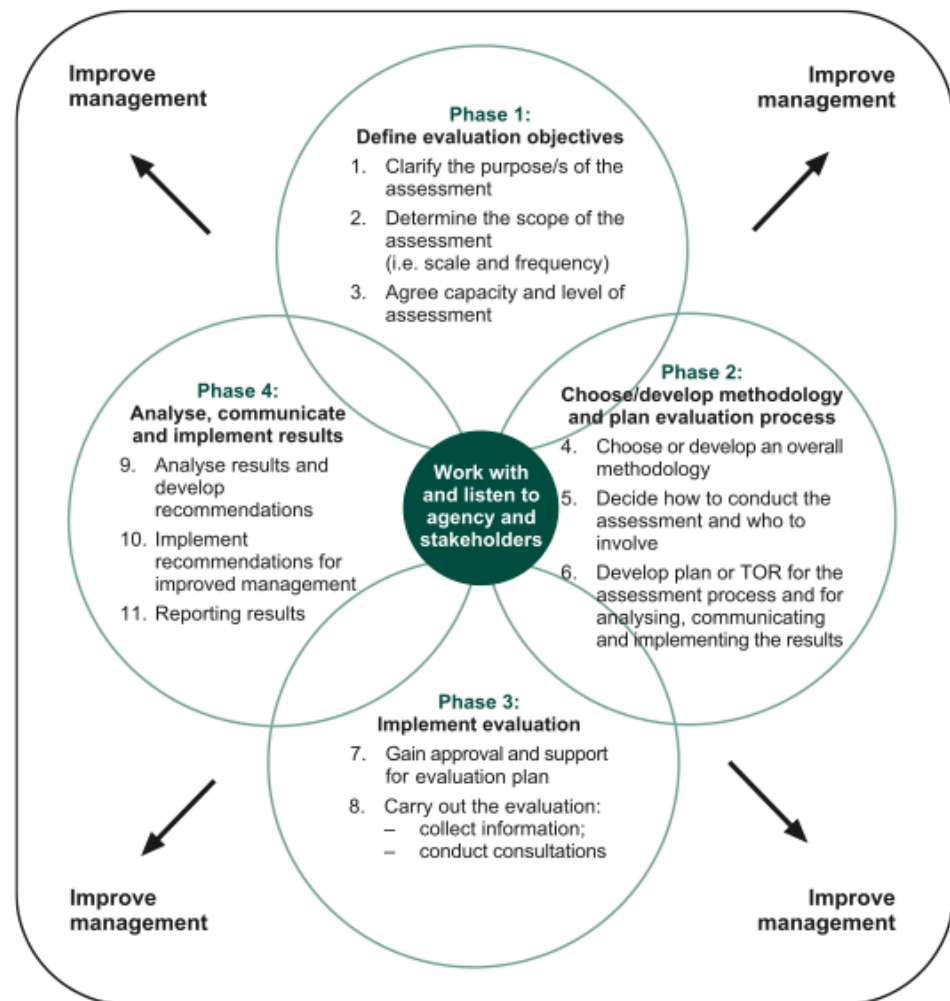 Improve
management
Improve
management
Phase 1:
Define evaluation objectives
1. Clarify the purpose/s of the
assessment
2. Determine the scope of the
assessment
(i.e. scale and frequency)
3. Agree capacity and level of
assessment
Phase 4:
Analyse, communicate
and implement results
9. Analyse results and
develop
recommendations
10. Implement
recommendations for
improved management
11. Reporting results
Work with
and listen to
agency and
stakeholders
Phase 2:
Choose/develop methodology
and plan evaluation process
4. Choose or develop an overall
methodology
5. Decide how to conduct the
assessment and who to
involve
6. Develop plan or TOR for the
assessment process and for
analysing, communicating
and implementing the results
Phase 3:
Implement evaluation
7. Gain approval and support
for evaluation plan
8. Carry out the evaluation:
– collect information;
– conduct consultations
Improve
management
Improve
management